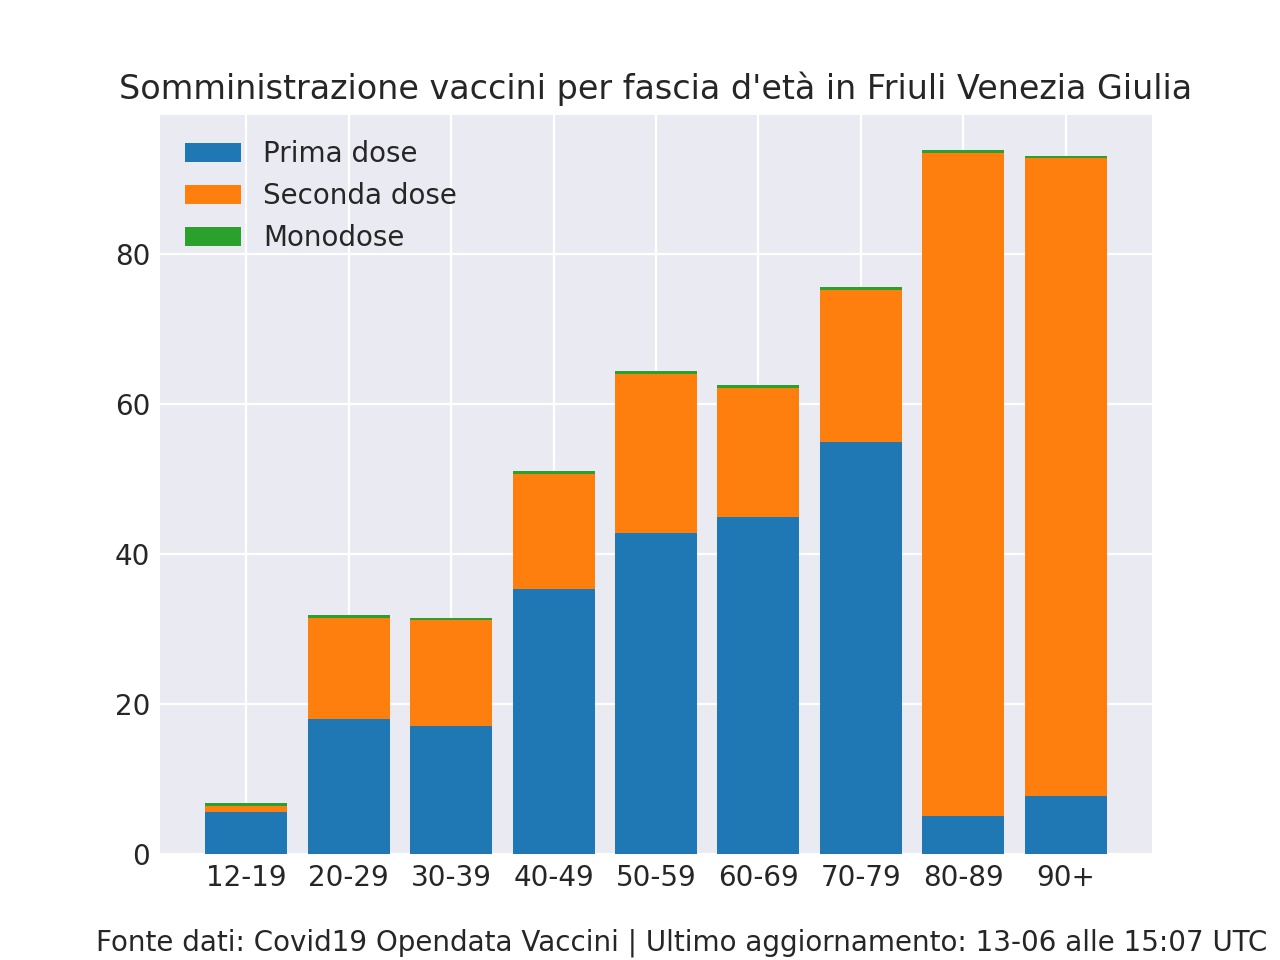 Somministrazione vaccini per fascia d'età in Friuli Venezia Giulia
Prima dose
Seconda dose
Monodose
80
60
40
20
0
12-19 20-29 30-39 40-49 50-59 60-69 70-79 80-89 90+
Fonte dati: Covid19 Opendata Vaccini | Ultimo aggiornamento: 13-06 alle 15:07 UTC